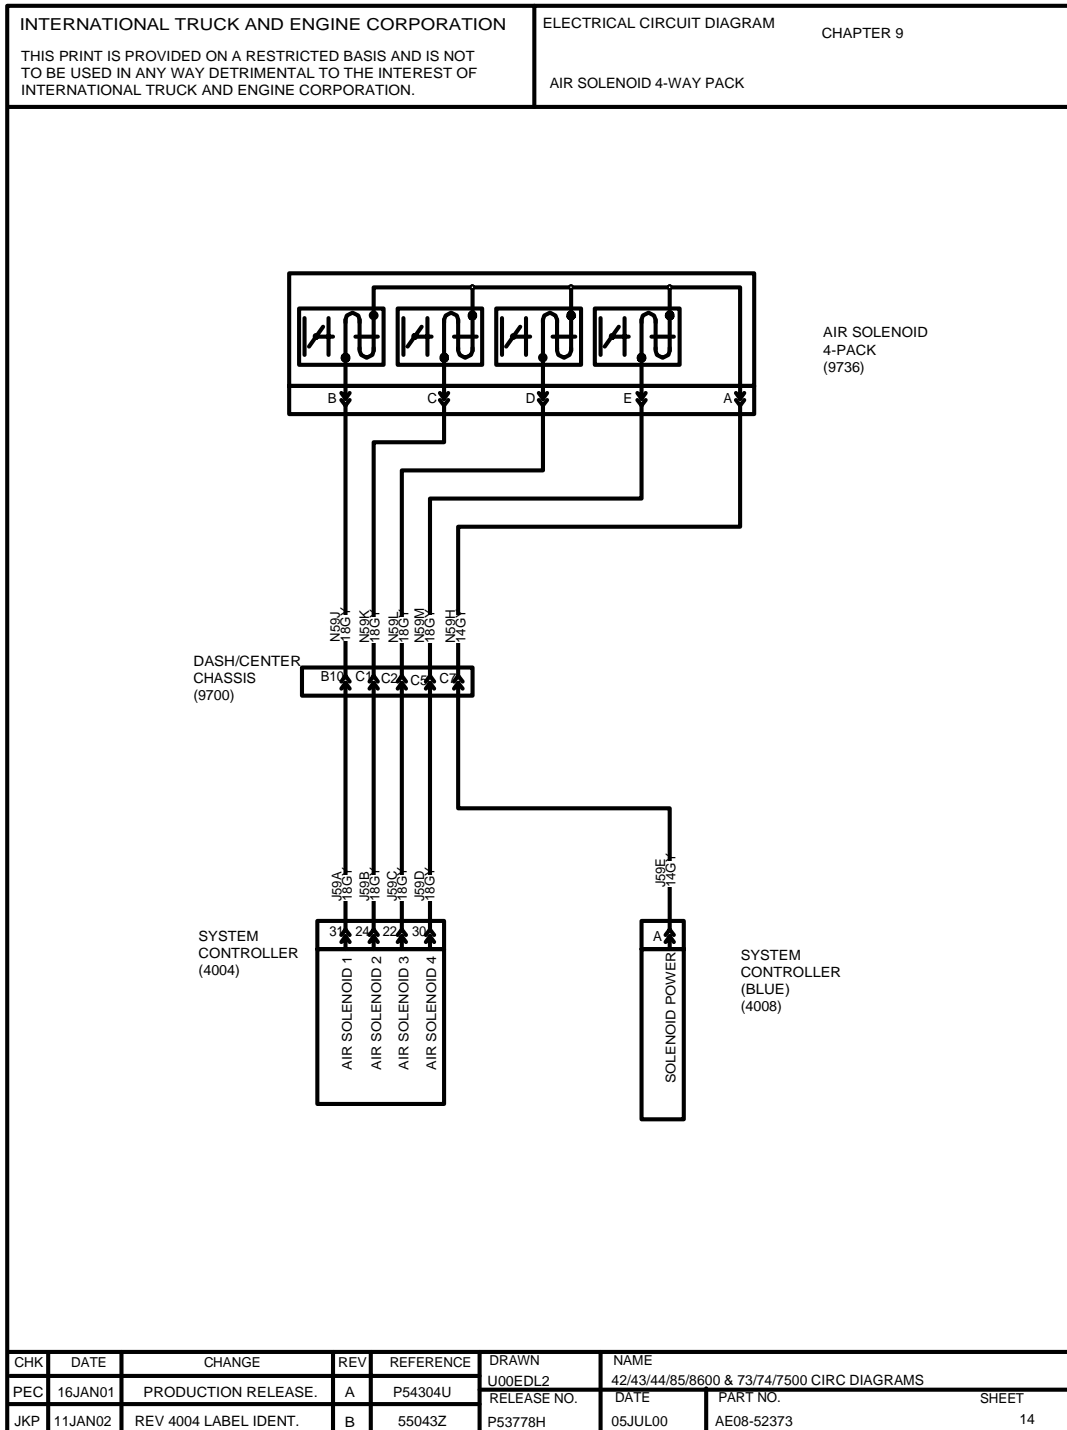 INTERNATIONAL TRUCK AND ENGINE CORPORATION
THIS PRINT IS PROVIDED ON A RESTRICTED BASIS AND IS NOT
TO BE USED IN ANY WAY DETRIMENTAL TO THE INTEREST OF
INTERNATIONAL TRUCK AND ENGINE CORPORATION.
ELECTRICAL CIRCUIT DIAGRAM
CHAPTER 9
AIR SOLENOID 4-WAY PACK
AIR SOLENOID
4-PACK
(9736)
B C D E A
N59J
18GY
N59K
18GY
N59L
18GY
N59M
18GY
N59H
14GY
DASH/CENTER
CHASSIS
(9700)
B10 C1 C2 C5 C7
J59A
18GY
J59B
18GY
J59C
18GY
J59D
18GY
J59E
14GY
SYSTEM
CONTROLLER
(4004)
31 24 22 30
AIR SOLENOID 1
AIR SOLENOID 2
AIR SOLENOID 3
AIR SOLENOID 4
A
SOLENOID POWER
SYSTEM
CONTROLLER
(BLUE)
(4008)
CHK DATE CHANGE REV REFERENCE
PEC 16JAN01 PRODUCTION RELEASE. A P54304U
JKP 11JAN02 REV 4004 LABEL IDENT. B 55043Z
DRAWN
U00EDL2
NAME
42/43/44/85/8600 & 73/74/7500 CIRC DIAGRAMS
RELEASE NO.
P53778H
DATE
05JUL00
PART NO.
AE08-52373
SHEET
14